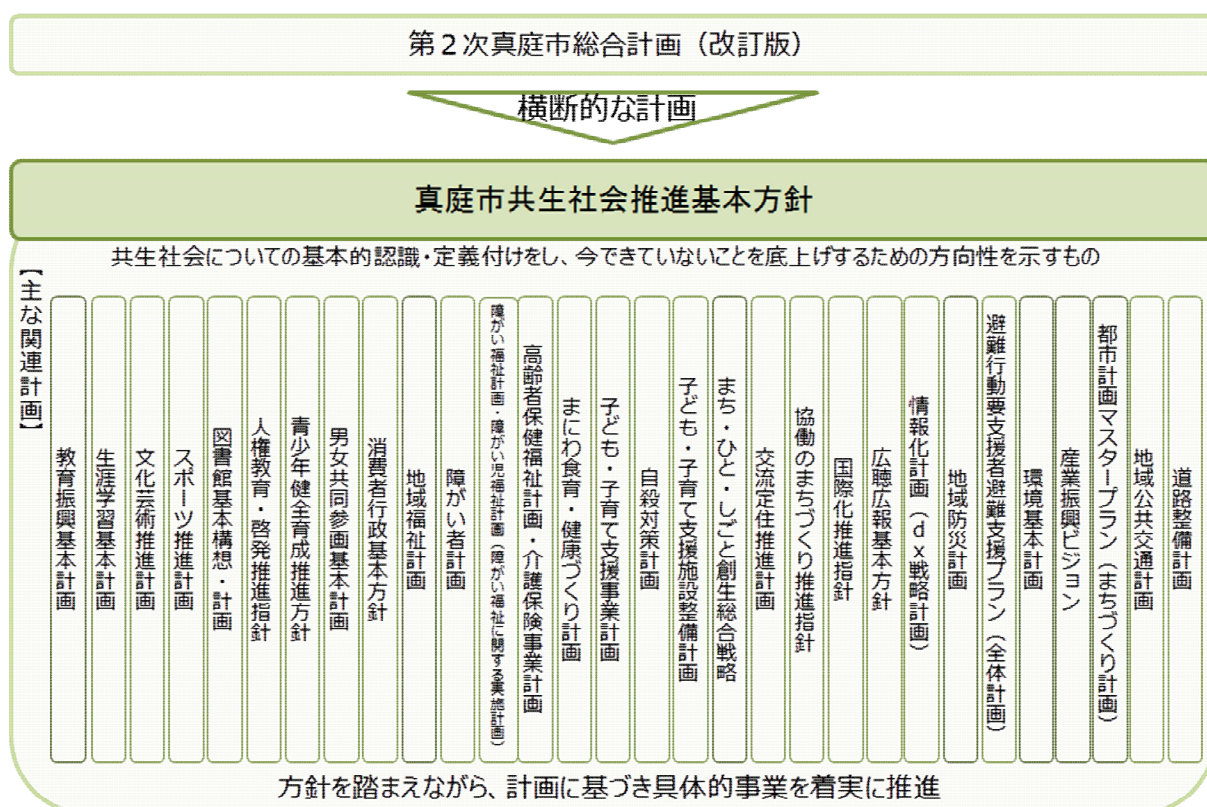 第２次真庭市総合計画（改訂版）
横断的な計画
真庭市共生社会推進基本方針
共生社会についての基本的認識・定義付けをし、今できていないことを底上げするための方向性を示すもの
【主な関連計画】
教育振興基本計画
生涯学習基本計画
文化芸術推進計画
スポーツ推進計画
図書館基本構想・計画
人権教育・啓発推進指針
青少年健全育成推進方針
男女共同参画基本計画
消費者行政基本方針
地域福祉計画
障がい者計画
障がい福祉計画・障がい児福祉計画（障がい福祉に関する実施計画）
高齢者保健福祉計画・介護保険事業計画
まにわ食育・健康づくり計画
子ども・子育て支援事業計画
自殺対策計画
子ども・子育て支援施設整備計画
まち・ひと・しごと創生総合戦略
交流定住推進計画
協働のまちづくり推進指針
国際化推進指針
広聴広報基本方針
情報化計画（ｄｘ戦略計画）
地域防災計画
避難行動要支援者避難支援プラン（全体計画）
環境基本計画
産業振興ビジョン
都市計画マスタープラン（まちづくり計画）
地域公共交通計画
道路整備計画
方針を踏まえながら、計画に基づき具体的事業を着実に推進